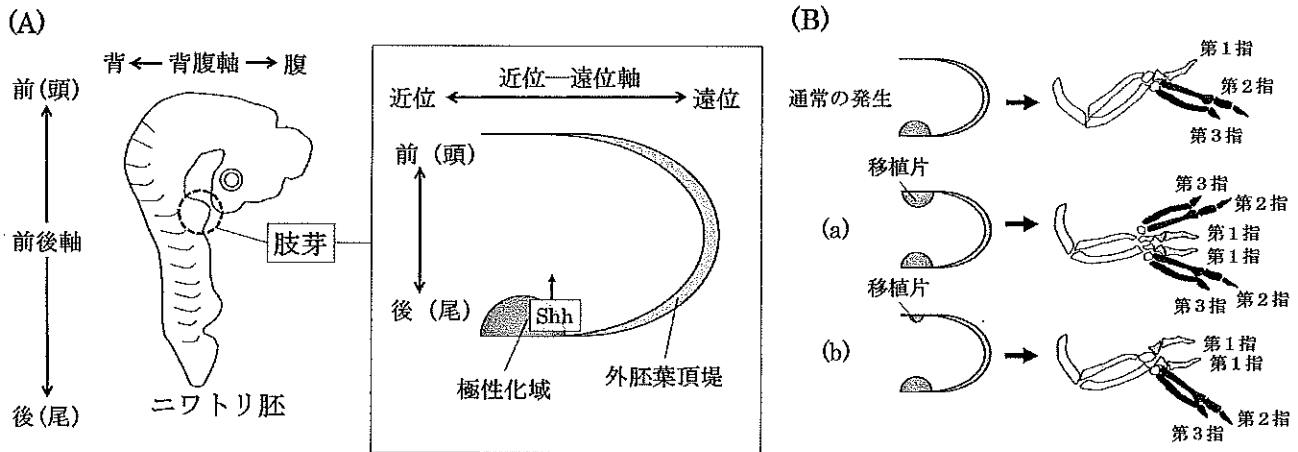 (A)
背 背腹軸 腹
前(頭)
前後軸
後(尾)
肢芽
ニワトリ胚
近位―遠位軸
近位
遠位
前 (頭)
後 (尾)
Shh
極性化域
外胚葉頂堤
(B)
通常の発生
第1指
第2指
第3指
移植片
(a)
第3指
第2指
第1指
第1指
第2指
第3指
移植片
(b)
第1指
第1指
第2指
第3指